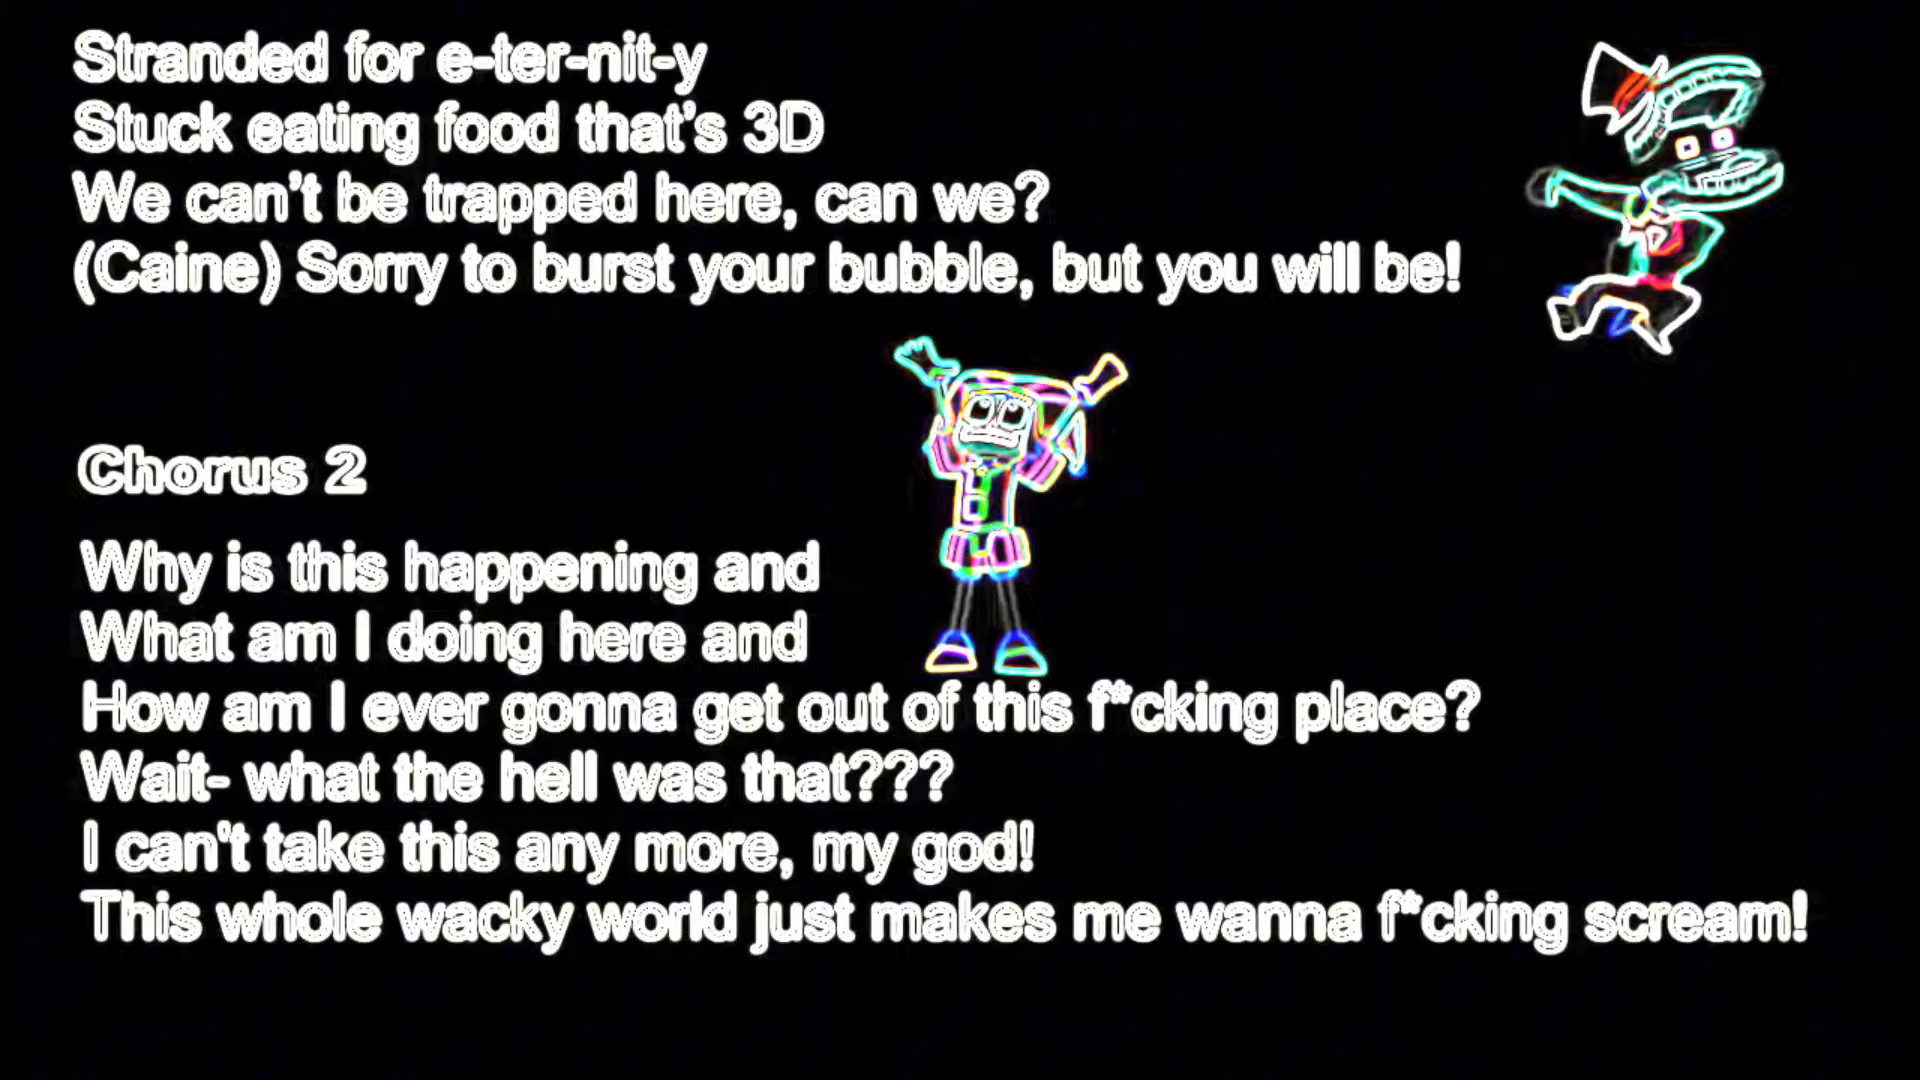 Stranded for e-ter-nit-y
Stuck eating food that's 3D
We can't be trapped here, can we?
(Caine) Sorry to burst your bubble, but you will be!
Chorus 2
Why is this happening and
What am I doing here and
How am I ever gonna get out of this f*cking place?
Wait- what the hell was that???
I can't take this any more, my god!
This whole wacky world just makes me wanna f*cking scream!